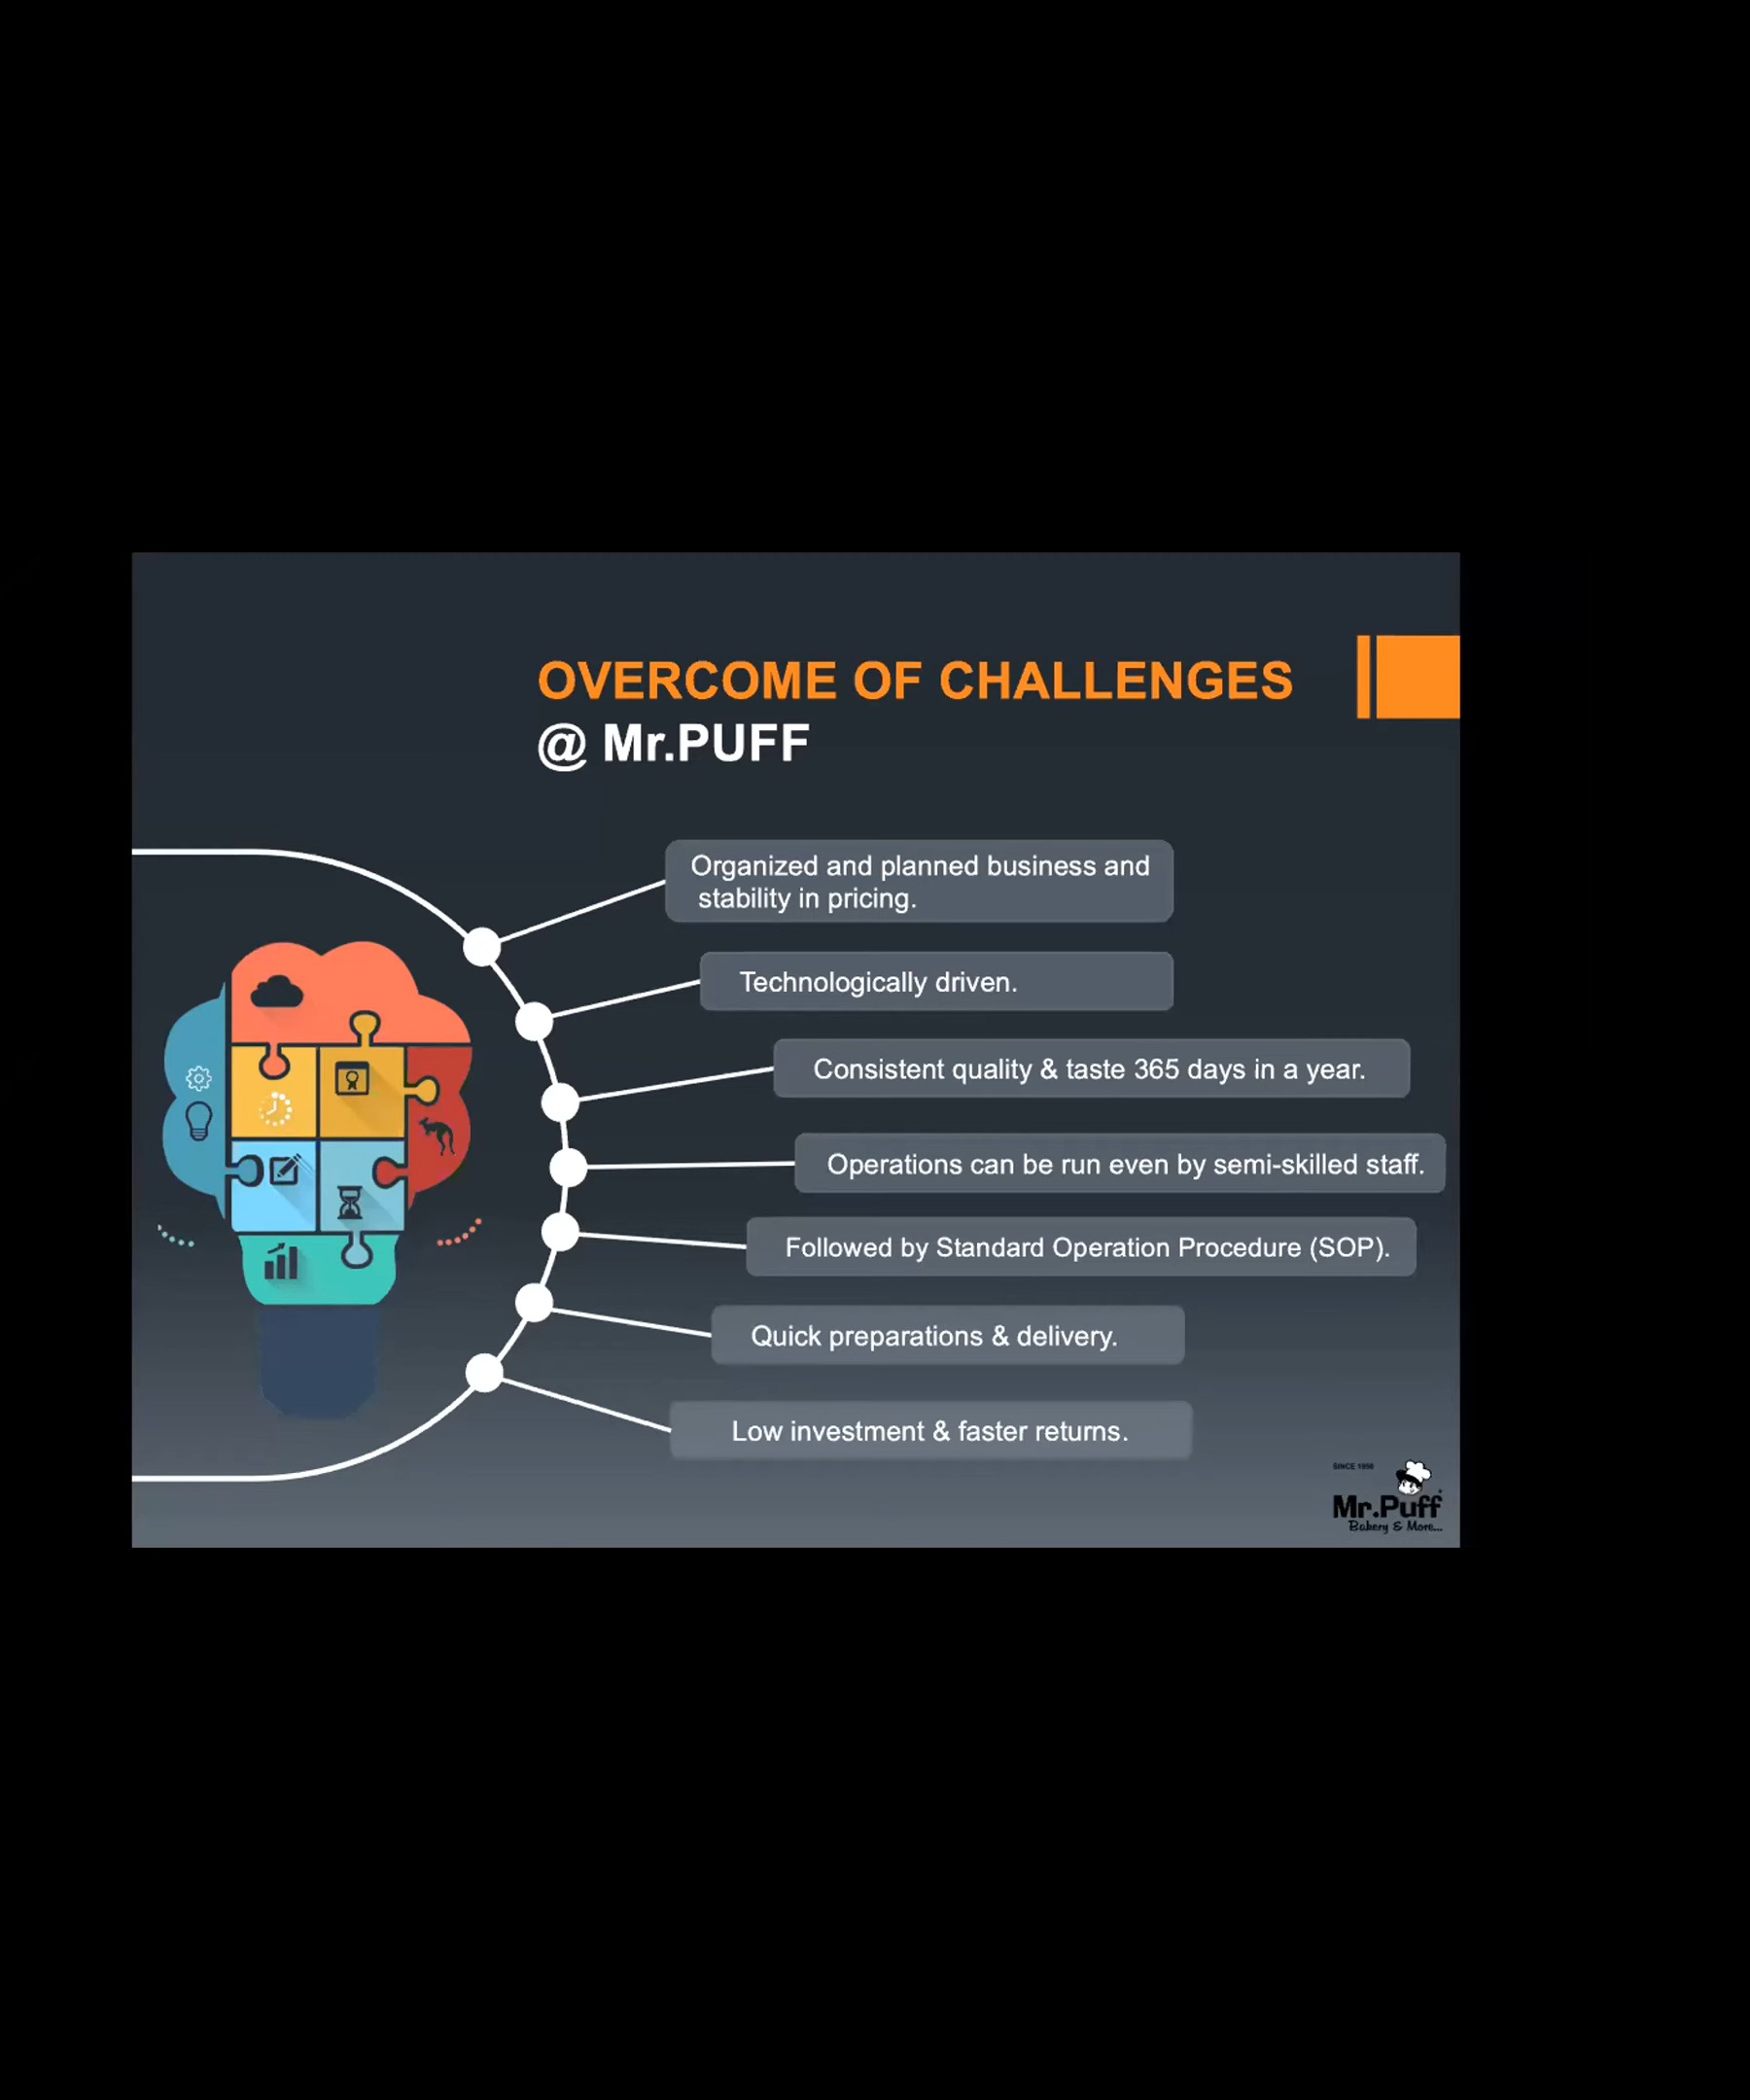 OVERCOME OF CHALLENGES
@ Mr.PUFF
Organized and planned business and
stability in pricing.
Technologically driven.
Consistent quality & taste 365 days in a year.
Operations can be run even by semi-skilled staff.
Followed by Standard Operation Procedure (SOP).
Quick preparations & delivery.
Low investment & faster returns.
SINCE 1958
Mr.Puff
Bakery & More...